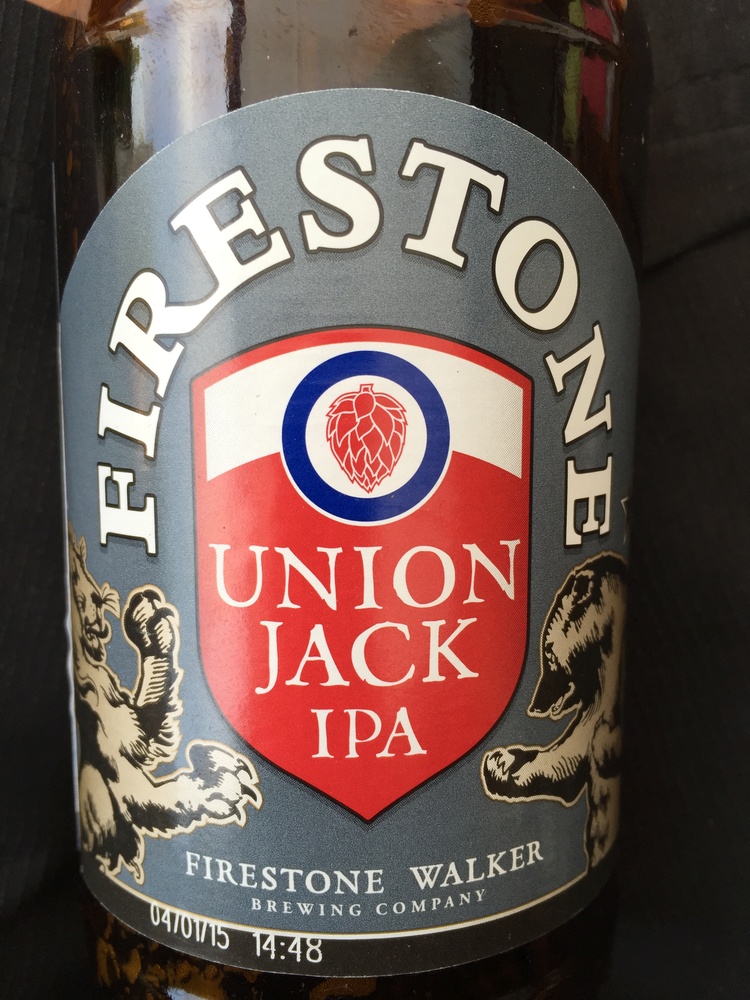 FIRESTONE
UNION
JACK
IPA
FIRESTONE WALKER
BREWING COMPANY
04/01/15 14:48